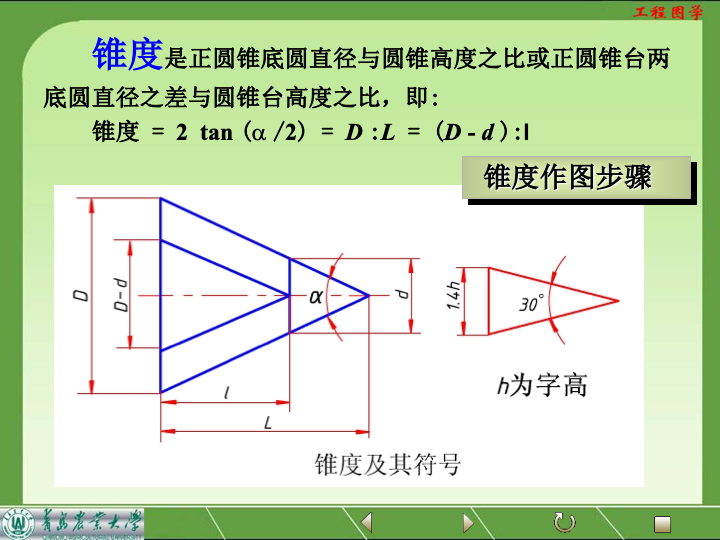 工程图学
锥度是正圆锥底圆直径与圆锥高度之比或正圆锥台两
底圆直径之差与圆锥台高度之比，即：
锥度 = 2 tan (α /2) = D : L = (D - d ) : l
锥度作图步骤
D
D-d
α
d
1.4h
30°
h为字高
l
L
锥度及其符号
青岛农业大学